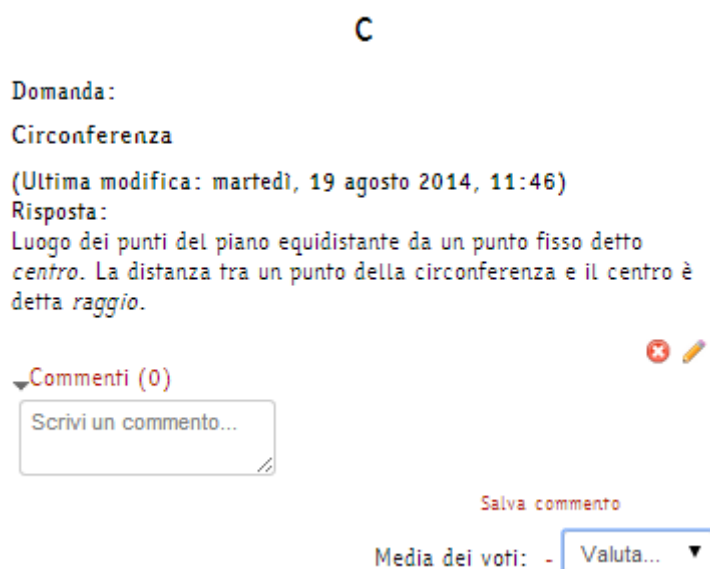 C
Domanda:
Circonferenza
(Ultima modifica: martedì, 19 agosto 2014, 11:46)
Risposta:
Luogo dei punti del piano equidistante da un punto fisso detto
centro. La distanza tra un punto della circonferenza e il centro è
detta raggio.
Commenti (0)
Scrivi un commento...
Salva commento
Media dei voti: - Valuta...